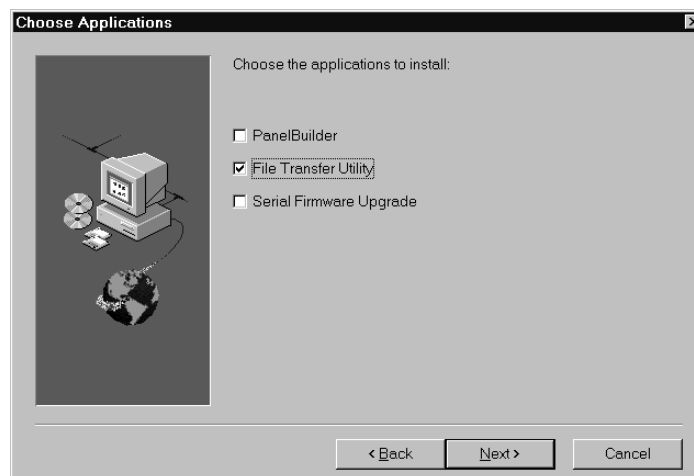 Choose Applications
Choose the applications to install:
PanelBuilder
File Transfer Utility
Serial Firmware Upgrade
< Back
Next >
Cancel